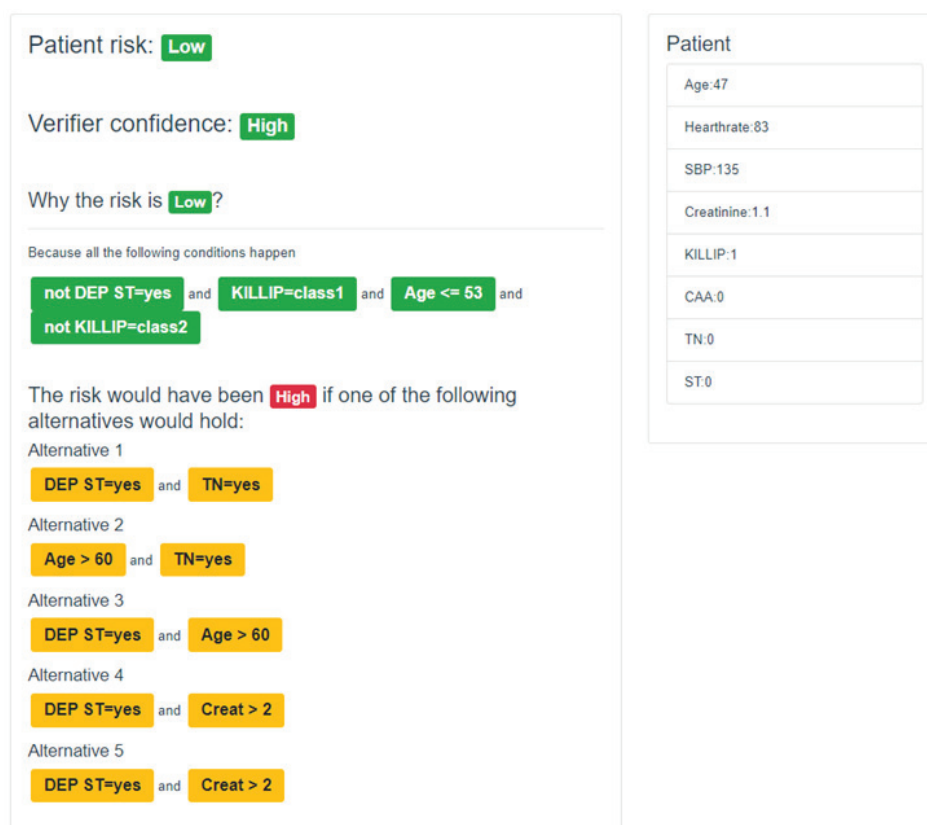 Patient risk: Low
Verifier confidence: High
Why the risk is Low?
Because all the following conditions happen
not DEP ST=yes and KILLIP=class1 and Age <= 53 and
not KILLIP=class2
The risk would have been High if one of the following
alternatives would hold:
Alternative 1
DEP ST=yes and TN=yes
Alternative 2
Age > 60 and TN=yes
Alternative 3
DEP ST=yes and Age > 60
Alternative 4
DEP ST=yes and Creat > 2
Alternative 5
DEP ST=yes and Creat > 2
Patient
Age:47
Hearthrate:83
SBP:135
Creatinine:1.1
KILLIP:1
CAA:0
TN:0
ST:0